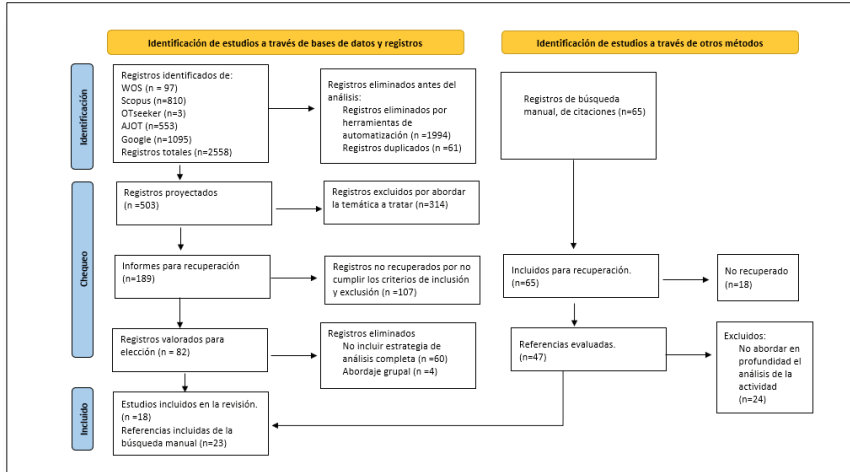 Identificación de estudios a través de bases de datos y registros
Identificación de estudios a través de otros métodos
Identificación
Registros identificados de:
WOS (n = 97)
Scopus (n=810)
OTseeker (n=3)
AJOT (n=553)
Google (n=1095)
Registros totales (n=2558)
Registros eliminados antes del
análisis:
Registros eliminados por
herramientas de
automatización (n =1994)
Registros duplicados (n =61)
Registros de búsqueda
manual, de citaciones (n=65)
Chequeo
Registros proyectados
(n =503)
Registros excluidos por abordar
la temática a tratar (n=314)
Informes para recuperación
(n=189)
Registros no recuperados por no
cumplir los criterios de inclusión
y exclusión (n =107)
Incluidos para recuperación.
(n =65)
No recuperado
(n=18)
Registros valorados para
elección (n = 82)
Registros eliminados
No incluir estrategia de
análisis completa (n =60)
Abordaje grupal (n =4)
Referencias evaluadas.
(n =47)
Excluidos:
No abordar en
profundidad el
análisis de la
actividad
(n=24)
Incluido
Estudios incluidos en la revisión.
(n =18)
Referencias incluidas de la
búsqueda manual (n=23)